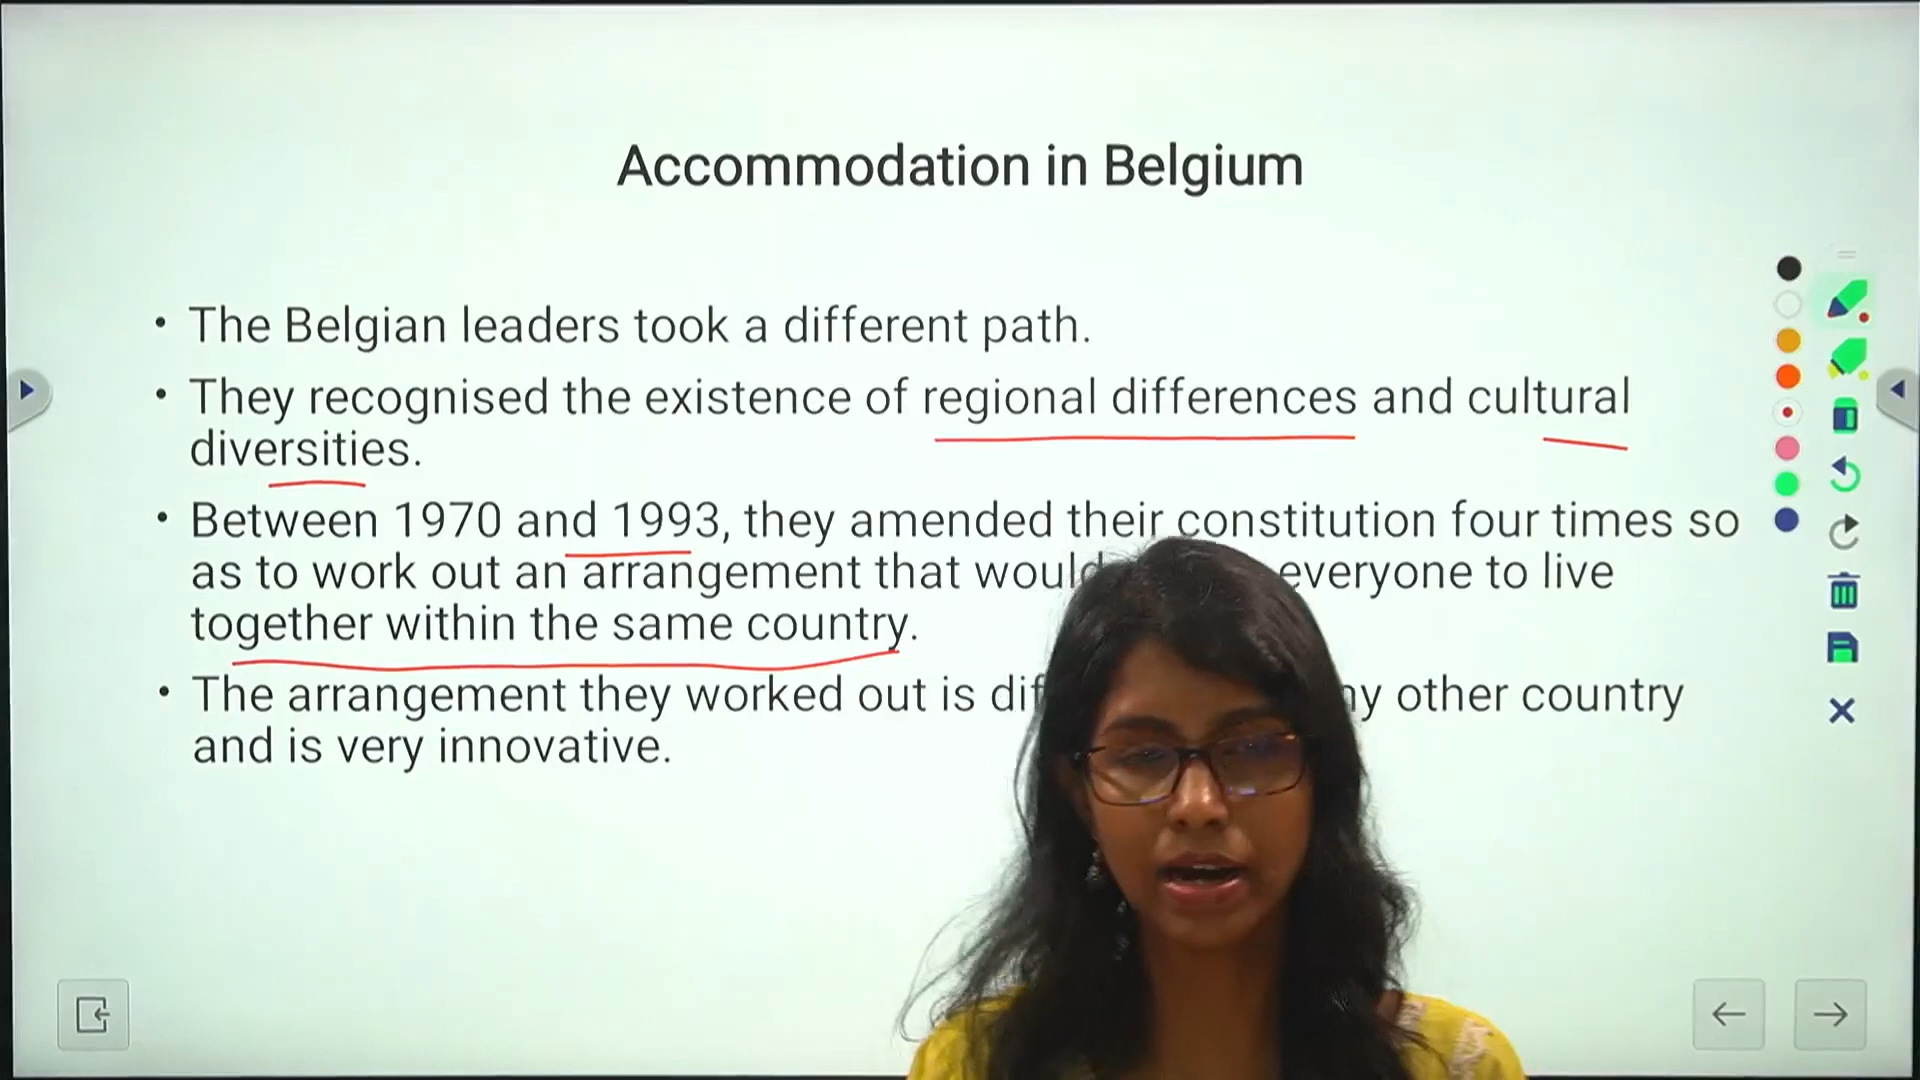 Accommodation in Belgium
• The Belgian leaders took a different path.
• They recognised the existence of regional differences and cultural
diversities.
• Between 1970 and 1993, they amended their constitution four times so
as to work out an arrangement that would everyone to live
together within the same country.
• The arrangement they worked out is other country
and is very innovative.